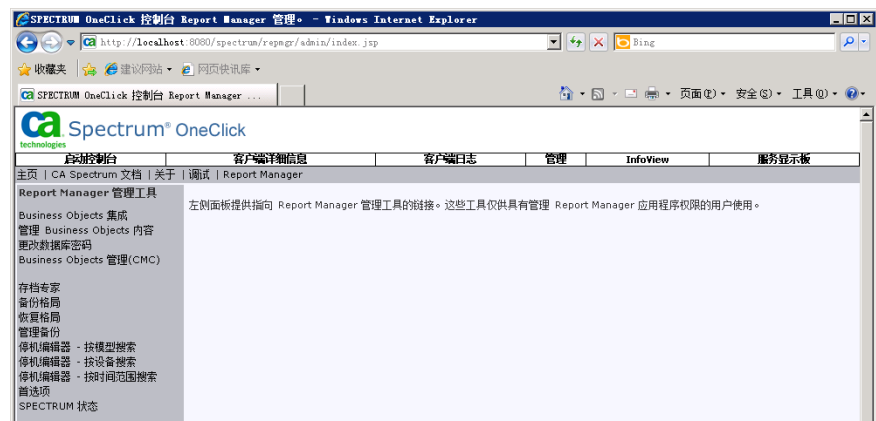 SPECTRUM OneClick 控制台 Report Manager 管理。 - Windows Internet Explorer
http://localhost:8080/spectrum/repmgr/admin/index.jsp
Bing
收藏夹 建议网站 网页快讯库
SPECTRUM OneClick 控制台 Report Manager ...
页面(P) 安全(S) 工具(O)
ca technologies Spectrum® OneClick
启动控制台 客户端详细信息 客户端日志 管理 InfoView 服务显示板
主页 | CA Spectrum 文档 | 关于 | 调试 | Report Manager
Report Manager 管理工具
左侧面板提供指向 Report Manager 管理工具的链接。这些工具仅供具有管理 Report Manager 应用程序权限的用户使用。
Business Objects 集成
管理 Business Objects 内容
更改数据库密码
Business Objects 管理(CMC)
存档专家
备份格局
恢复格局
管理备份
停机编辑器 - 按模型搜索
停机编辑器 - 按设备搜索
停机编辑器 - 按时间范围搜索
首选项
SPECTRUM 状态